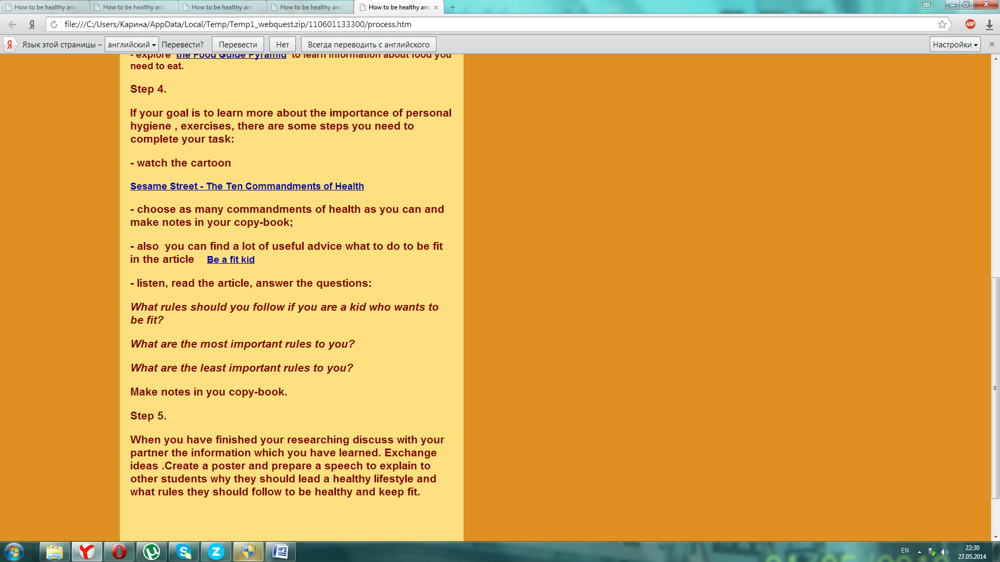 How to be healthy and
How to be healthy and
How to be healthy and
How to be healthy and
How to be healthy and
file:///C:/Users/Карина/AppData/Local/Temp/Temp1_webquest.zip/110601133300/process.htm
ABP
Язык этой страницы – английский Перевести? Перевести Нет Всегда переводить с английского Настройки
- explore the Food Guide Pyramid to learn information about food you
need to eat.
Step 4.
If your goal is to learn more about the importance of personal
hygiene , exercises, there are some steps you need to
complete your task:
- watch the cartoon
Sesame Street - The Ten Commandments of Health
- choose as many commandments of health as you can and
make notes in your copy-book;
- also you can find a lot of useful advice what to do to be fit
in the article Be a fit kid
- listen, read the article, answer the questions:
What rules should you follow if you are a kid who wants to
be fit?
What are the most important rules to you?
What are the least important rules to you?
Make notes in you copy-book.
Step 5.
When you have finished your researching discuss with your
partner the information which you have learned. Exchange
ideas .Create a poster and prepare a speech to explain to
other students why they should lead a healthy lifestyle and
what rules they should follow to be healthy and keep fit.
EN
22:30
27.05.2014